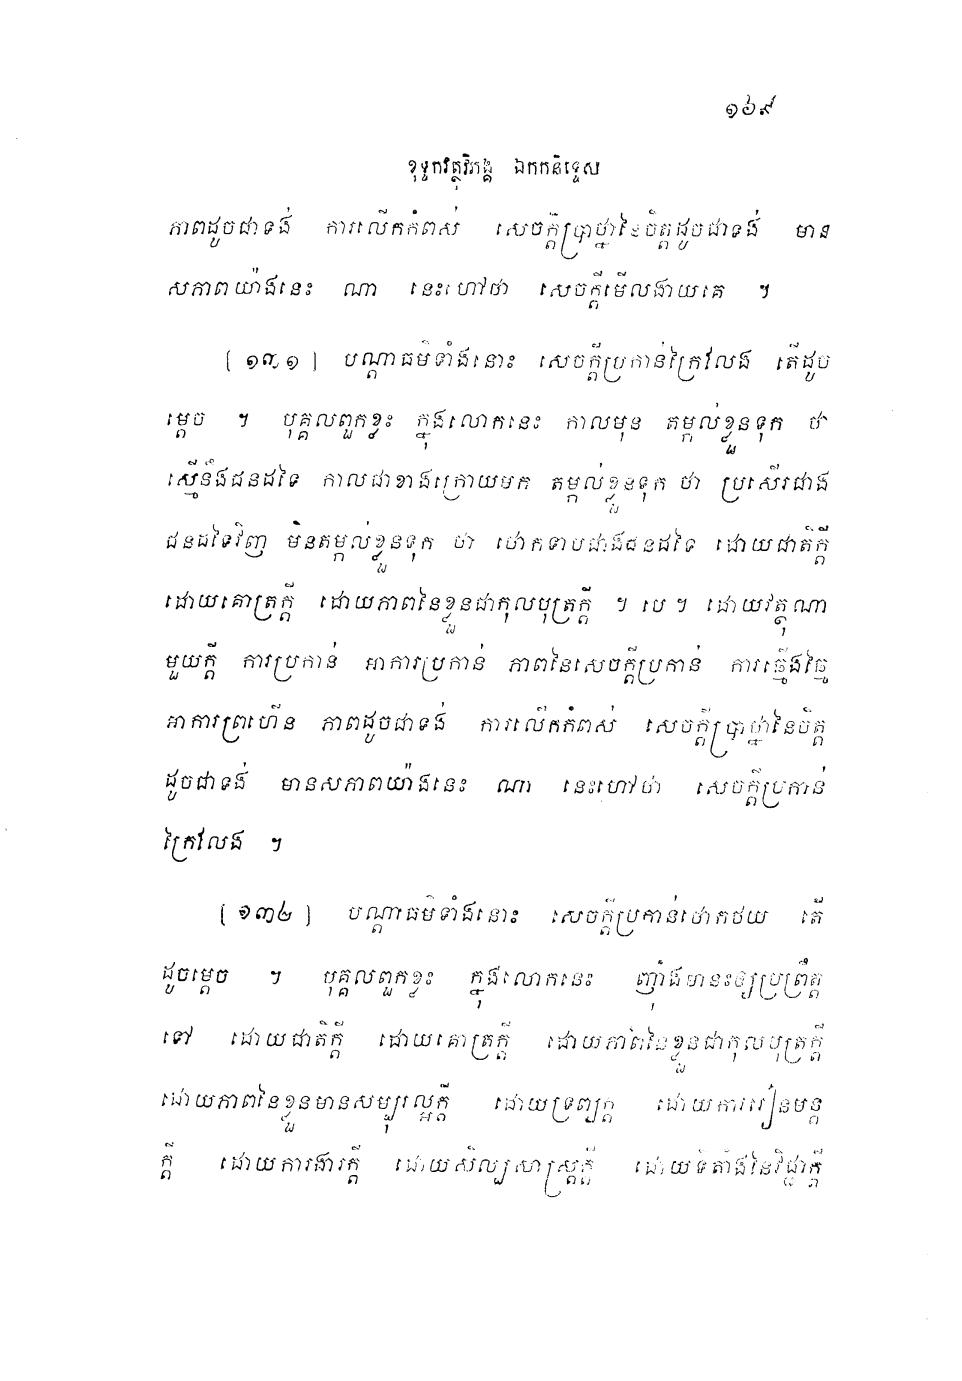 ១៦៩
ខុទ្ទកវត្ថុវិភង្គ ឯកកនិទ្ទេស
ភាពដូចជាទង់ ការលើកកំពស់ សេចក្តីប្រាថ្នានៃចិត្តដូចជាទង់ មាន
សភាពយ៉ាងនេះ ណា នេះហៅថា សេចក្តីមើលងាយគេ ។
[១៣១] បណ្តាធម៌ទាំងនោះ សេចក្តីប្រកាន់ក្រៃលែង តើដូច
ម្តេច ។ បុគ្គលពួកខ្លះ ក្នុងលោកនេះ កាលមុន តម្កល់ខ្លួនទុក ថា
ស្មើនឹងជនដទៃ កាលជាខាងក្រោយមក តម្កល់ខ្លួនទុក ថា ប្រសើរជាង
ជនដទៃវិញ មិនតម្កល់ខ្លួនទុក ថា ថោកទាបជាងជនដទៃ ដោយជាតិក្តី
ដោយគោត្រក្តី ដោយភាពនៃខ្លួនជាកុលបុត្រក្តី ។ បេ ។ ដោយវត្ថុណា
មួយក្តី ការប្រកាន់ អាការប្រកាន់ ភាពនៃសេចក្តីប្រកាន់ ការធ្មើងធ្មៃ
អាការព្រហើន ភាពដូចជាទង់ ការលើកកំពស់ សេចក្តីប្រាថ្នានៃចិត្ត
ដូចជាទង់ មានសភាពយ៉ាងនេះ ណា នេះហៅថា សេចក្តីប្រកាន់
ក្រៃលែង ។
[១៣២] បណ្តាធម៌ទាំងនោះ សេចក្តីប្រកាន់ថោកថយ តើ
ដូចម្តេច ។ បុគ្គលពួកខ្លះ ក្នុងលោកនេះ ញុំាងមានះឲ្យប្រព្រឹត្ត
ទៅ ដោយជាតិក្តី ដោយគោត្រក្តី ដោយភាពនៃខ្លួនជាកុលបុត្រក្តី
ដោយភាពនៃខ្លួនមានសម្បុរល្អក្តី ដោយទ្រព្យក្តី ដោយការរៀនមន្ត
ក្តី ដោយការងារក្តី ដោយសិល្បសាស្ត្រក្តី ដោយទីតាំងនៃវិជ្ជាក្តី